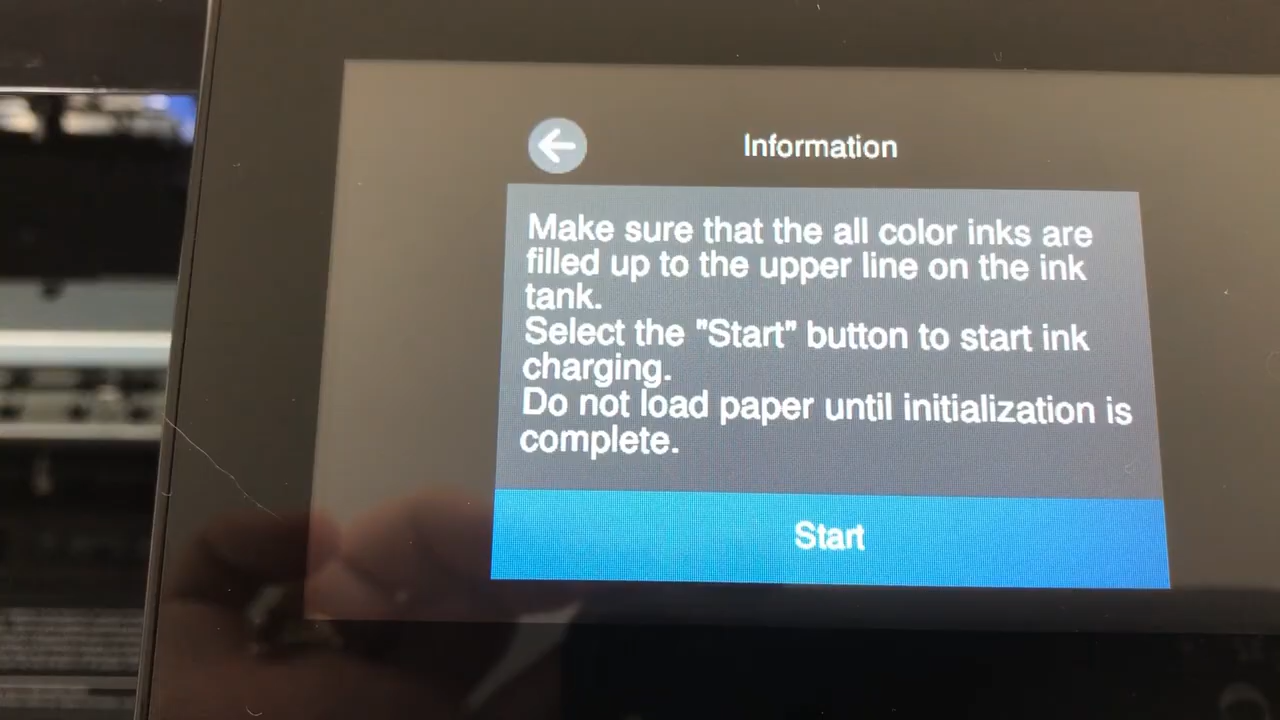 Information
Make sure that the all color inks are
filled up to the upper line on the ink
tank.
Select the "Start" button to start ink
charging.
Do not load paper until initialization is
complete.
Start